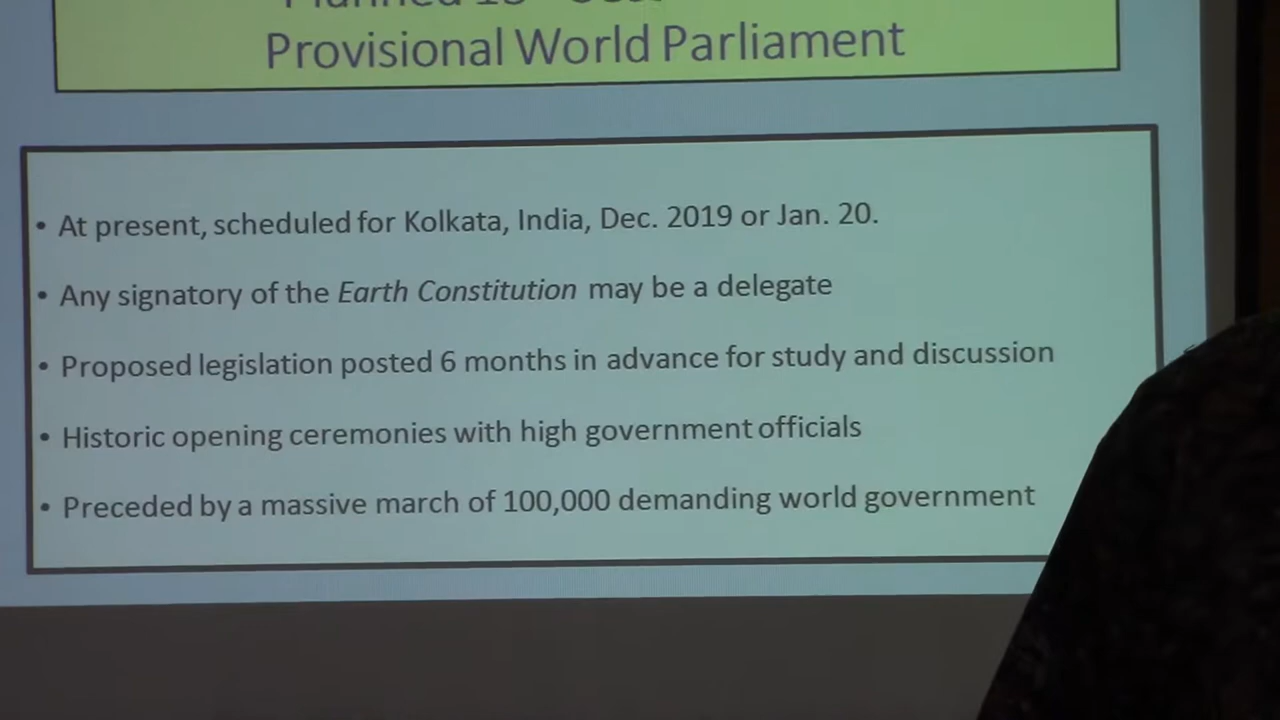 Planned
Provisional World Parliament
• At present, scheduled for Kolkata, India, Dec. 2019 or Jan. 20.
• Any signatory of the Earth Constitution may be a delegate
• Proposed legislation posted 6 months in advance for study and discussion
• Historic opening ceremonies with high government officials
• Preceded by a massive march of 100,000 demanding world government